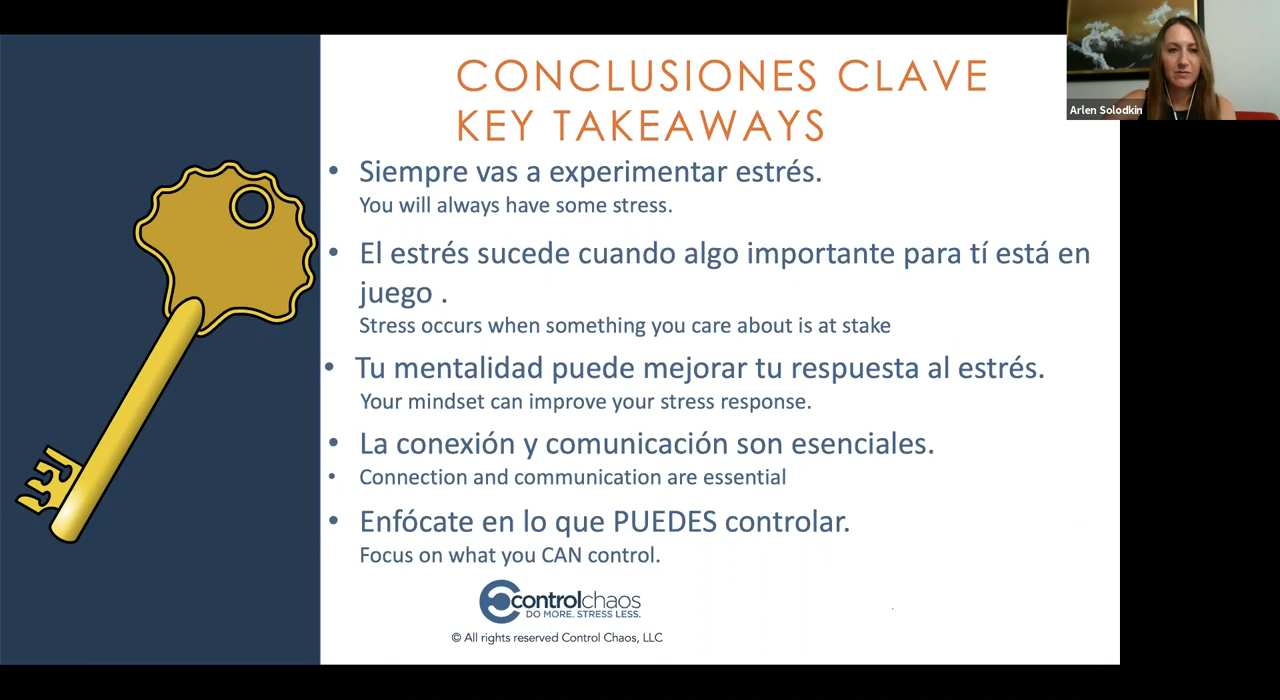 CONCLUSIONES CLAVE
KEY TAKEAWAYS
Arlen Solodkin
• Siempre vas a experimentar estrés.
You will always have some stress.
• El estrés sucede cuando algo importante para tí está en
juego .
Stress occurs when something you care about is at stake
• Tu mentalidad puede mejorar tu respuesta al estrés.
Your mindset can improve your stress response.
• La conexión y comunicación son esenciales.
• Connection and communication are essential
• Enfócate en lo que PUEDES controlar.
Focus on what you CAN control.
controlchaos
DO MORE. STRESS LESS.
© All rights reserved Control Chaos, LLC